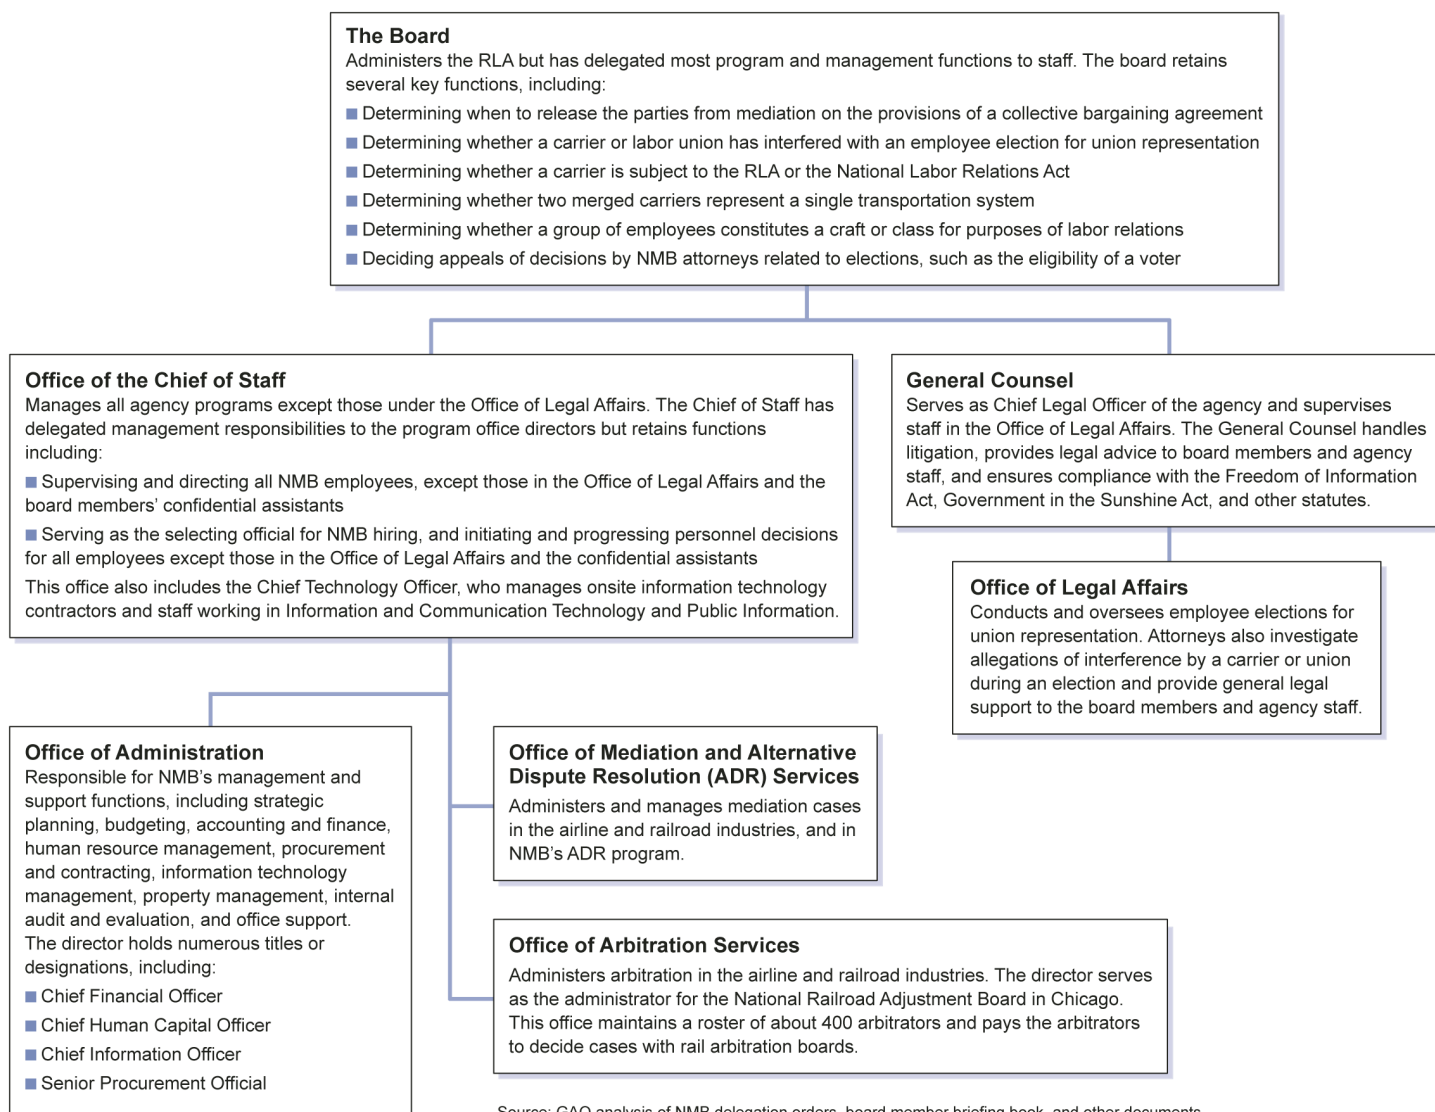 The Board
Administers the RLA but has delegated most program and management functions to staff. The board retains
several key functions, including:
■ Determining when to release the parties from mediation on the provisions of a collective bargaining agreement
■ Determining whether a carrier or labor union has interfered with an employee election for union representation
■ Determining whether a carrier is subject to the RLA or the National Labor Relations Act
■ Determining whether two merged carriers represent a single transportation system
■ Determining whether a group of employees constitutes a craft or class for purposes of labor relations
■ Deciding appeals of decisions by NMB attorneys related to elections, such as the eligibility of a voter
Office of the Chief of Staff
Manages all agency programs except those under the Office of Legal Affairs. The Chief of Staff has
delegated management responsibilities to the program office directors but retains functions
including:
■ Supervising and directing all NMB employees, except those in the Office of Legal Affairs and the
board members’ confidential assistants
■ Serving as the selecting official for NMB hiring, and initiating and progressing personnel decisions
for all employees except those in the Office of Legal Affairs and the confidential assistants
This office also includes the Chief Technology Officer, who manages onsite information technology
contractors and staff working in Information and Communication Technology and Public Information.
General Counsel
Serves as Chief Legal Officer of the agency and supervises
staff in the Office of Legal Affairs. The General Counsel handles
litigation, provides legal advice to board members and agency
staff, and ensures compliance with the Freedom of Information
Act, Government in the Sunshine Act, and other statutes.
Office of Legal Affairs
Conducts and oversees employee elections for
union representation. Attorneys also investigate
allegations of interference by a carrier or union
during an election and provide general legal
support to the board members and agency staff.
Office of Administration
Responsible for NMB’s management and
support functions, including strategic
planning, budgeting, accounting and finance,
human resource management, procurement
and contracting, information technology
management, property management, internal
audit and evaluation, and office support.
The director holds numerous titles or
designations, including:
■ Chief Financial Officer
■ Chief Human Capital Officer
■ Chief Information Officer
■ Senior Procurement Official
Office of Mediation and Alternative
Dispute Resolution (ADR) Services
Administers and manages mediation cases
in the airline and railroad industries, and in
NMB’s ADR program.
Office of Arbitration Services
Administers arbitration in the airline and railroad industries. The director serves
as the administrator for the National Railroad Adjustment Board in Chicago.
This office maintains a roster of about 400 arbitrators and pays the arbitrators
to decide cases with rail arbitration boards.
Source: GAO analysis of NMB delegation orders, board member briefing book, and other documents